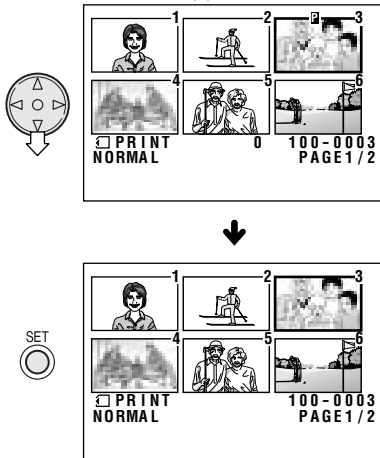 1 2 P 3
4 5 6
PRINT 0 100-0003
NORMAL PAGE1/2
1 2 3
SET
4 5 6
PRINT 100-0003
NORMAL PAGE1/2